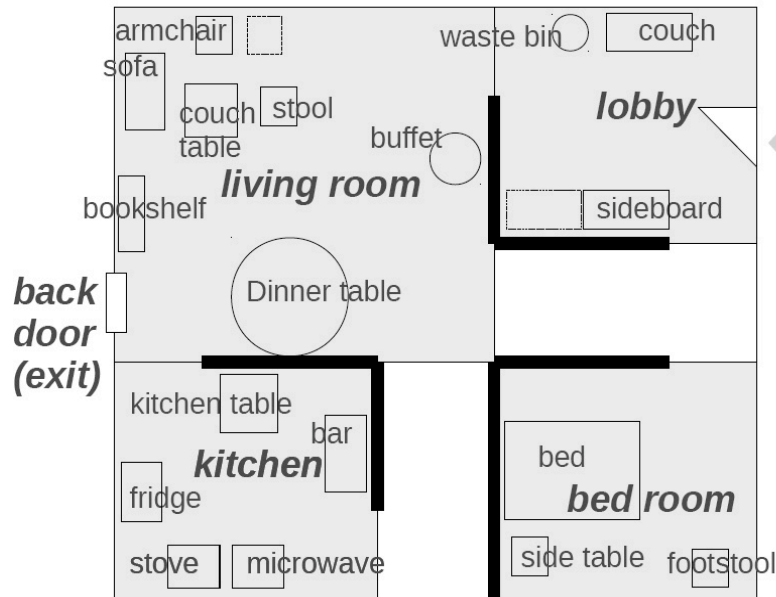 armchair
waste bin
couch
sofa
couch
table
stool
lobby
buffet
living room
bookshelf
sideboard
back
door
(exit)
Dinner table
kitchen table
bar
kitchen
bed
fridge
bed room
stove
microwave
side table
footstool